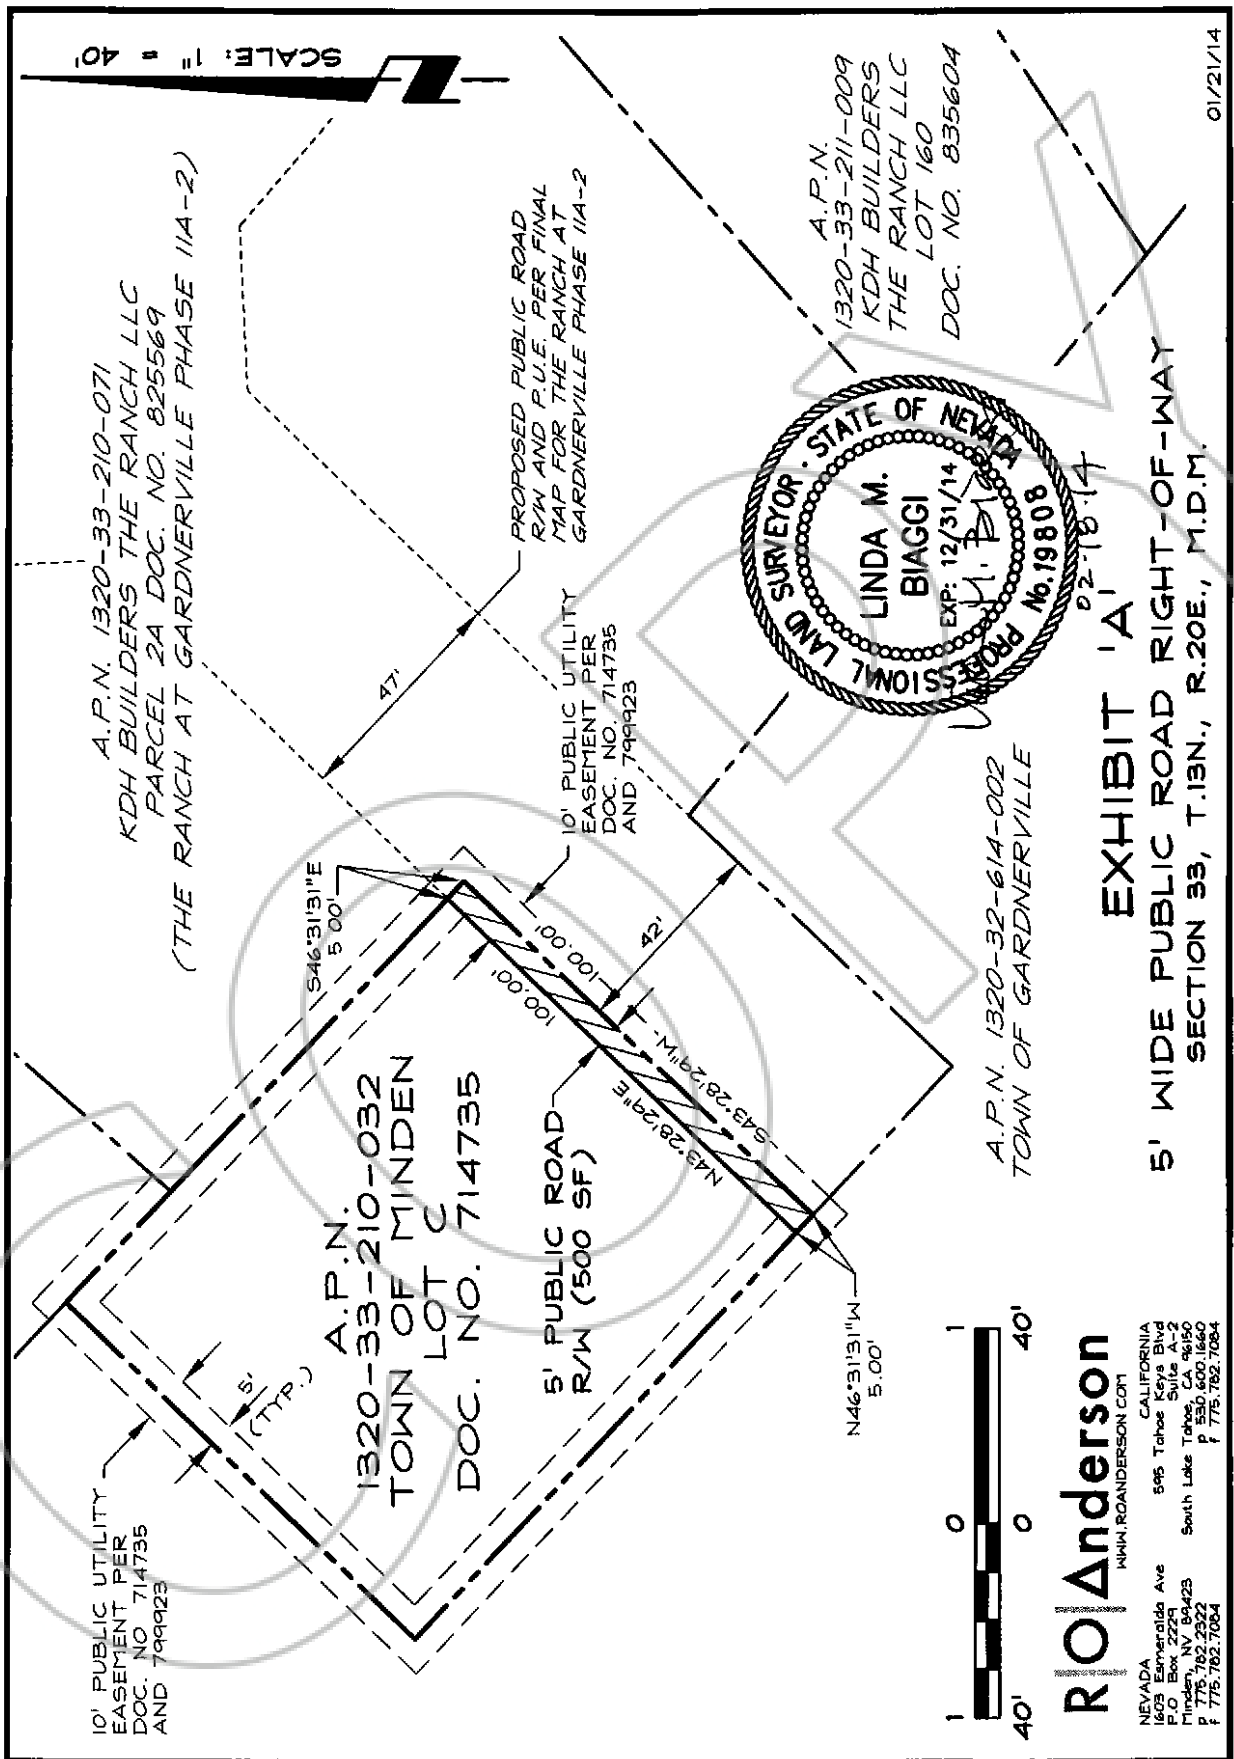 SCALE: 1" = 40'
A.P.N. 1320-33-210-071
KDH BUILDERS THE RANCH LLC
PARCEL 2A DOC. NO. 825569
(THE RANCH AT GARDNERVILLE PHASE IIA-2)
PROPOSED PUBLIC ROAD
R/W AND P.U.E. PER FINAL
MAP FOR THE RANCH AT
GARDNERVILLE PHASE IIA-2
47'
10' PUBLIC UTILITY
EASEMENT PER
DOC. NO. 714735
AND 799923
A.P.N.
1320-33-211-009
KDH BUILDERS
THE RANCH LLC
LOT 160
DOC. NO. 835604
S46°31'31"E
5.00'
100.00'
N43°28'29"E
100.00'
S43°28'29"W
42'
10' PUBLIC UTILITY
EASEMENT PER
DOC. NO 714735
AND 799923
5'
(TYP.)
A.P.N.
1320-33-210-032
TOWN OF MINDEN
LOT C
DOC. NO. 714735
5' PUBLIC ROAD
R/W (500 SF)
N46°31'31"W
5.00'
A.P.N. 1320-32-614-002
TOWN OF GARDNERVILLE
PROFESSIONAL LAND SURVEYOR - STATE OF NEVADA
LINDA M.
BIAGGI
EXP: 12/31/14
No. 19808
02-18-14
EXHIBIT 'A'
5' WIDE PUBLIC ROAD RIGHT-OF-WAY
SECTION 33, T.13N., R.20E., M.D.M.
1 0 1
40' 0 40'
R|O|Anderson
WWW.ROANDERSON.COM
NEVADA
1603 Esmeralda Ave
P.O Box 2229
Minden, NV 89423
p 775.782.2322
f 775.782.7084
CALIFORNIA
595 Tahoe Keys Blvd
Suite A-2
South Lake Tahoe, CA 96150
p 530.600.1660
f 775.782.7084
01/21/14